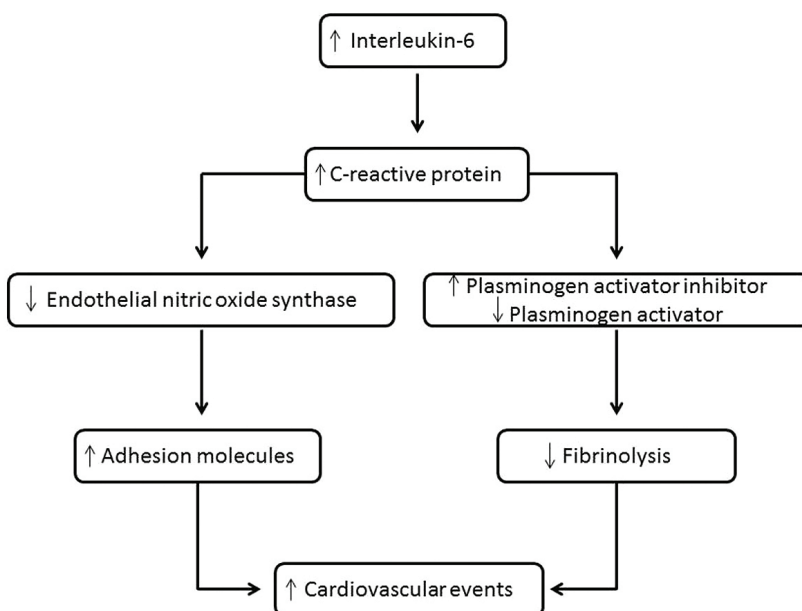 ↑ Interleukin-6
↑ C-reactive protein
↓ Endothelial nitric oxide synthase
↑ Plasminogen activator inhibitor
↓ Plasminogen activator
↑ Adhesion molecules
↓ Fibrinolysis
↑ Cardiovascular events